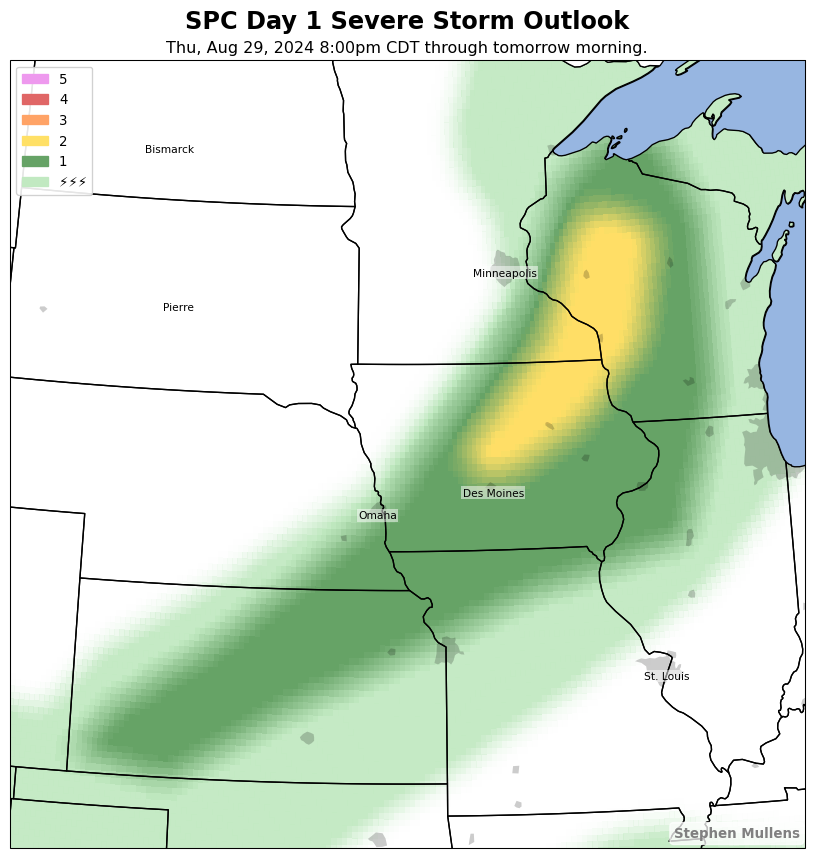 SPC Day 1 Severe Storm Outlook
Thu, Aug 29, 2024 8:00pm CDT through tomorrow morning.
5
4
3
2
1
⚡⚡⚡
Bismarck
Minneapolis
Pierre
Des Moines
Omaha
St. Louis
Stephen Mullens